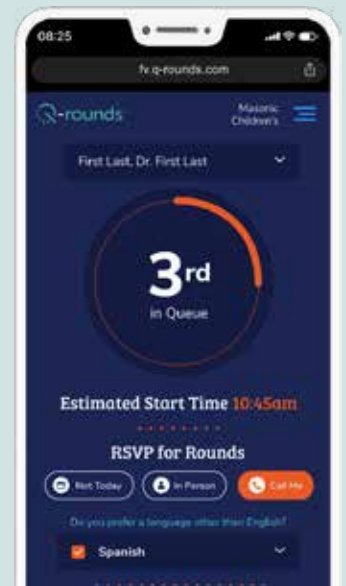 08:25
fv.q-rounds.com
Q-rounds
Masonic Children's
First Last, Dr. First Last
3rd
in Queue
Estimated Start Time 10:45am
RSVP for Rounds
Not Today In Person Call Me
Do you prefer a language other than English?
Spanish